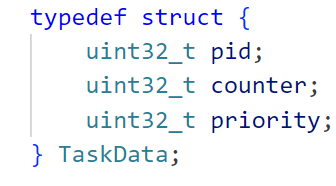 typedef struct {
    uint32_t pid;
    uint32_t counter;
    uint32_t priority;
} TaskData;